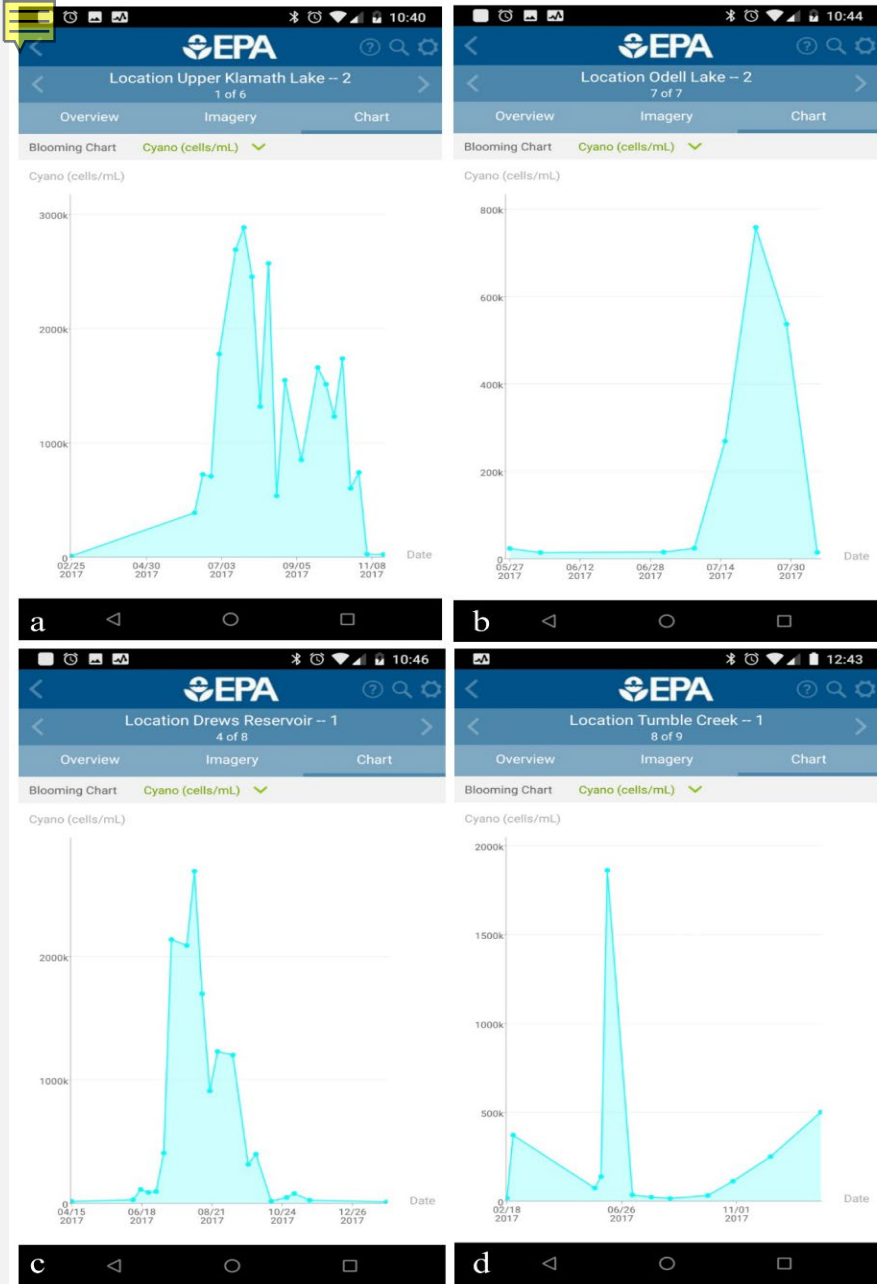 10:40
EPA
Location Upper Klamath Lake -- 2
1 of 6
Overview Imagery Chart
Blooming Chart Cyano (cells/mL)
Cyano (cells/mL)
3000k
2000k
1000k
0
02/25 04/30 07/03 09/05 11/08 Date
2017 2017 2017 2017 2017
a
10:44
EPA
Location Odell Lake -- 2
7 of 7
Overview Imagery Chart
Blooming Chart Cyano (cells/mL)
Cyano (cells/mL)
800k
600k
400k
200k
0
05/27 06/12 06/28 07/14 07/30 Date
2017 2017 2017 2017 2017
b
10:46
EPA
Location Drews Reservoir -- 1
4 of 8
Overview Imagery Chart
Blooming Chart Cyano (cells/mL)
Cyano (cells/mL)
2000k
1000k
0
04/15 06/18 08/21 10/24 12/26 Date
2017 2017 2017 2017 2017
c
12:43
EPA
Location Tumble Creek -- 1
8 of 9
Overview Imagery Chart
Blooming Chart Cyano (cells/mL)
Cyano (cells/mL)
2000k
1500k
1000k
500k
0
02/18 06/26 11/01 Date
2017 2017 2017
d